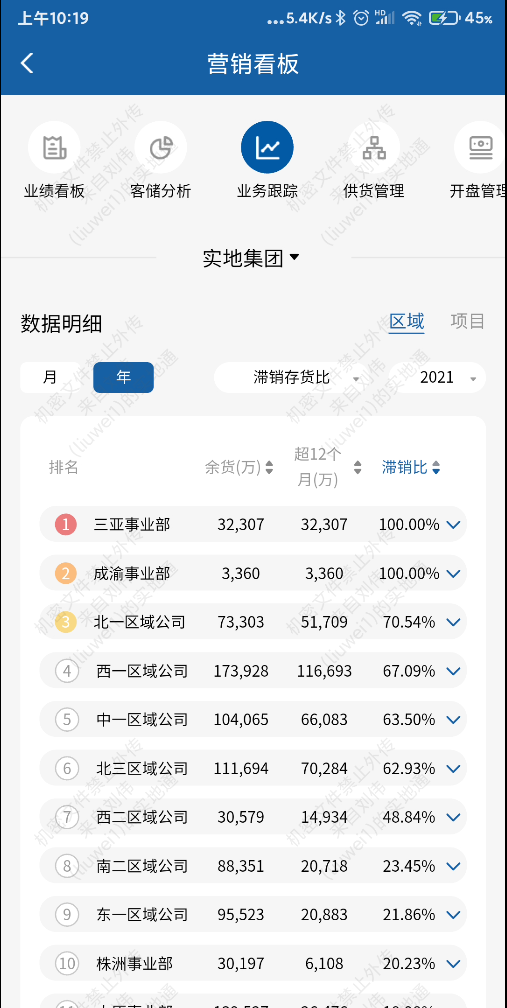 上午10:19
...5.4K/s HD 45%
营销看板
业绩看板 客储分析 业务跟踪 供货管理 开盘管理
实地集团
数据明细 区域 项目
月 年 滞销存货比 2021
排名 余货(万) 超12个月(万) 滞销比
1 三亚事业部 32,307 32,307 100.00%
2 成渝事业部 3,360 3,360 100.00%
3 北一区域公司 73,303 51,709 70.54%
4 西一区域公司 173,928 116,693 67.09%
5 中一区域公司 104,065 66,083 63.50%
6 北三区域公司 111,694 70,284 62.93%
7 西二区域公司 30,579 14,934 48.84%
8 南二区域公司 88,351 20,718 23.45%
9 东一区域公司 95,523 20,883 21.86%
10 株洲事业部 30,197 6,108 20.23%
机密文件禁止外传
来自刘伟
(liuwei1)的实地通